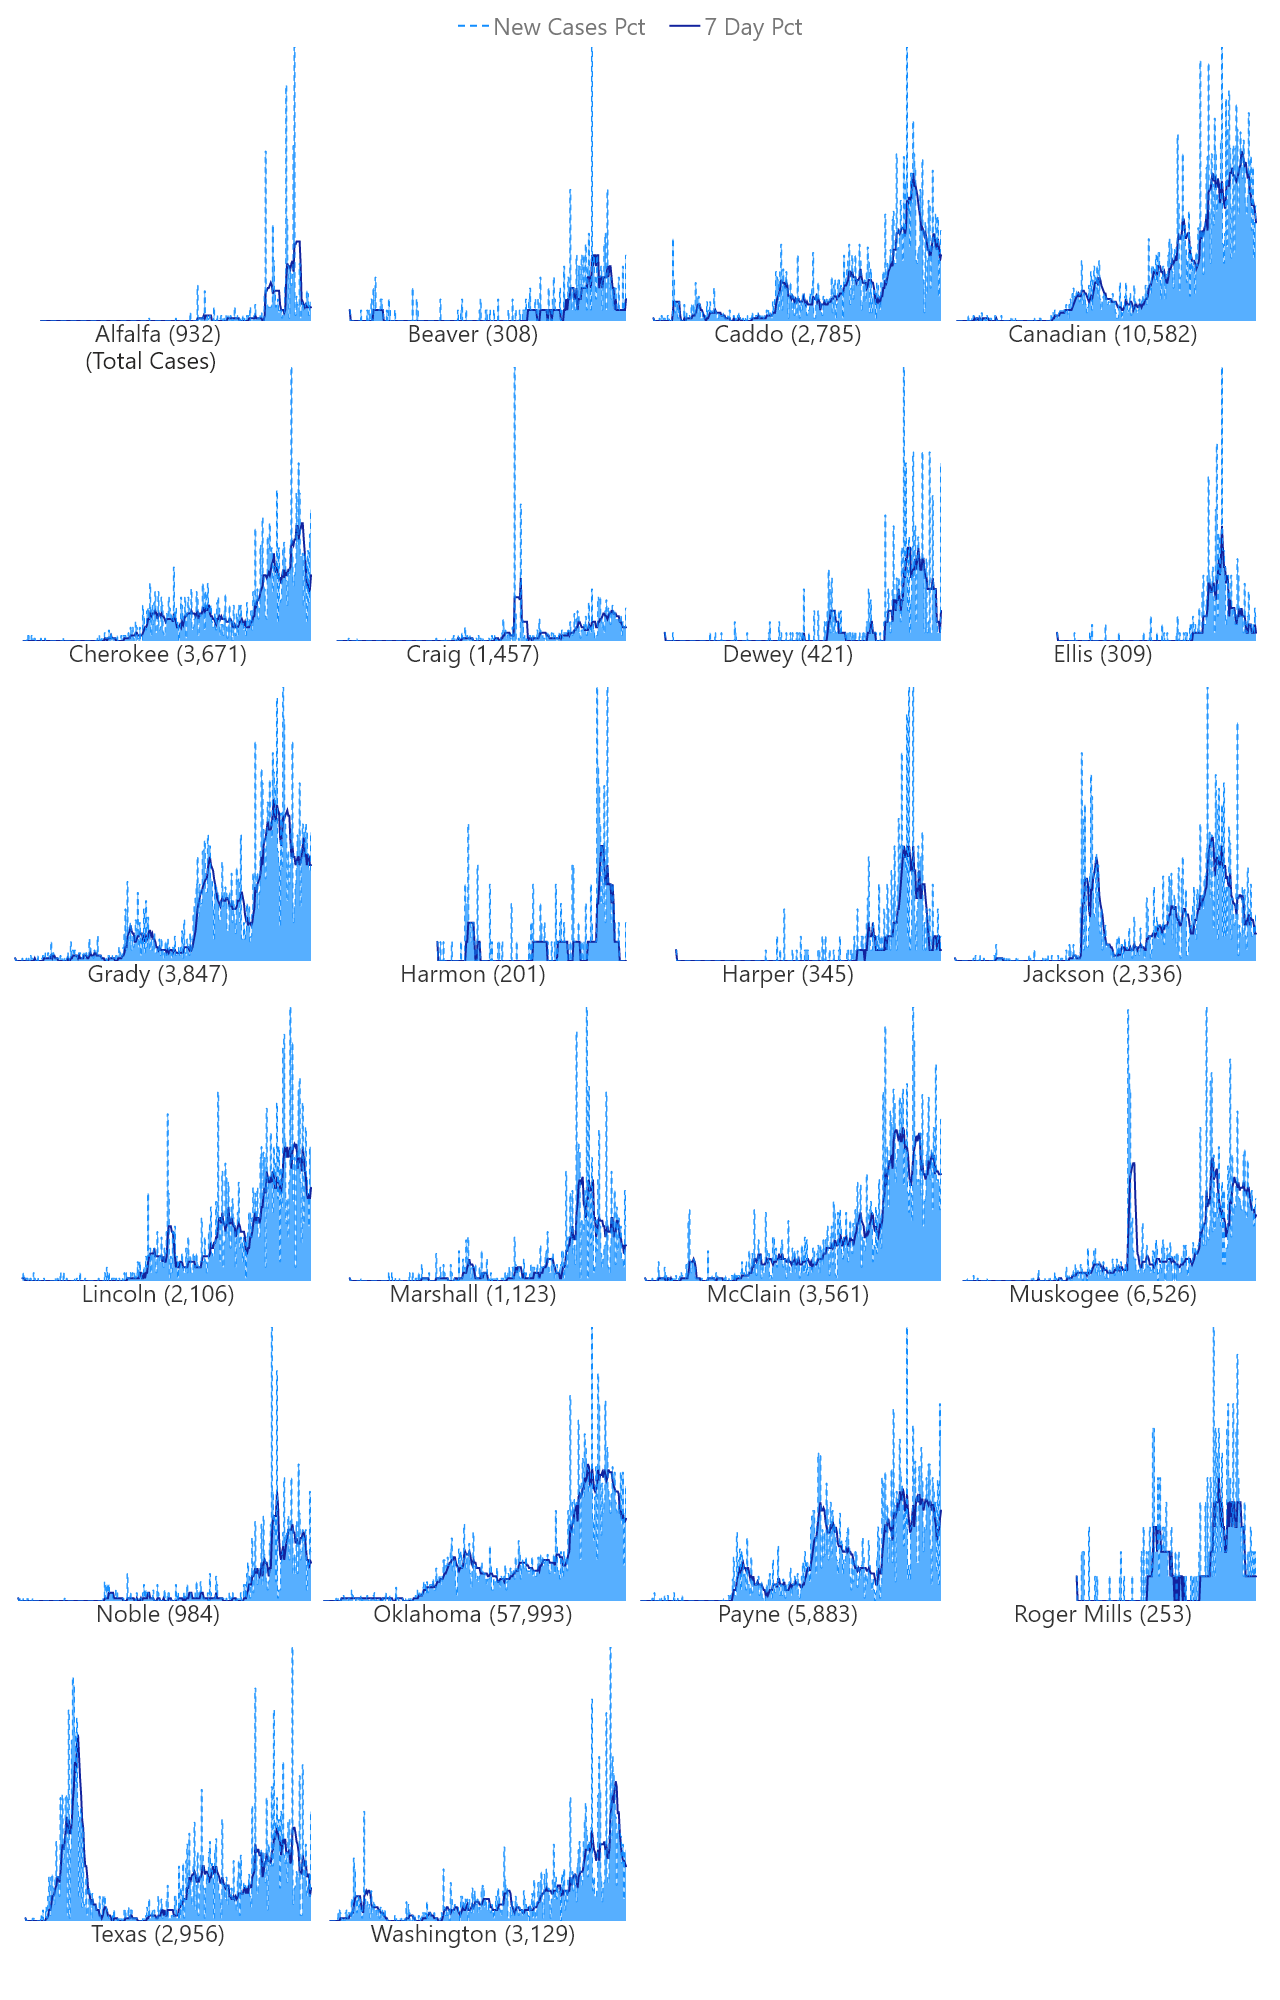 New Cases Pct 7 Day Pct
Alfalfa (932) Beaver (308) Caddo (2,785) Canadian (10,582)
(Total Cases)
Cherokee (3,671) Craig (1,457) Dewey (421) Ellis (309)
Grady (3,847) Harmon (201) Harper (345) Jackson (2,336)
Lincoln (2,106) Marshall (1,123) McClain (3,561) Muskogee (6,526)
Noble (984) Oklahoma (57,993) Payne (5,883) Roger Mills (253)
Texas (2,956) Washington (3,129)